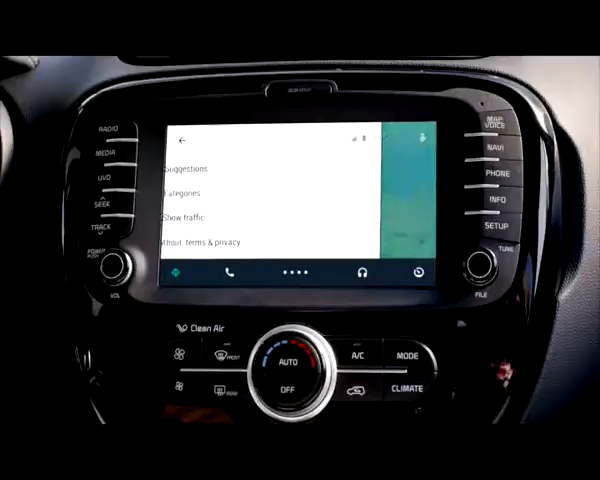 RADIO
MEDIA
UVO
SEEK
TRACK
POWER
PUSH
VOL
Suggestions
Categories
Show traffic
About, terms & privacy
MAP
VOICE
NAVI
PHONE
INFO
SETUP
TUNE
FILE
Clean Air
FRONT
AUTO
OFF
A/C
MODE
REAR
CLIMATE